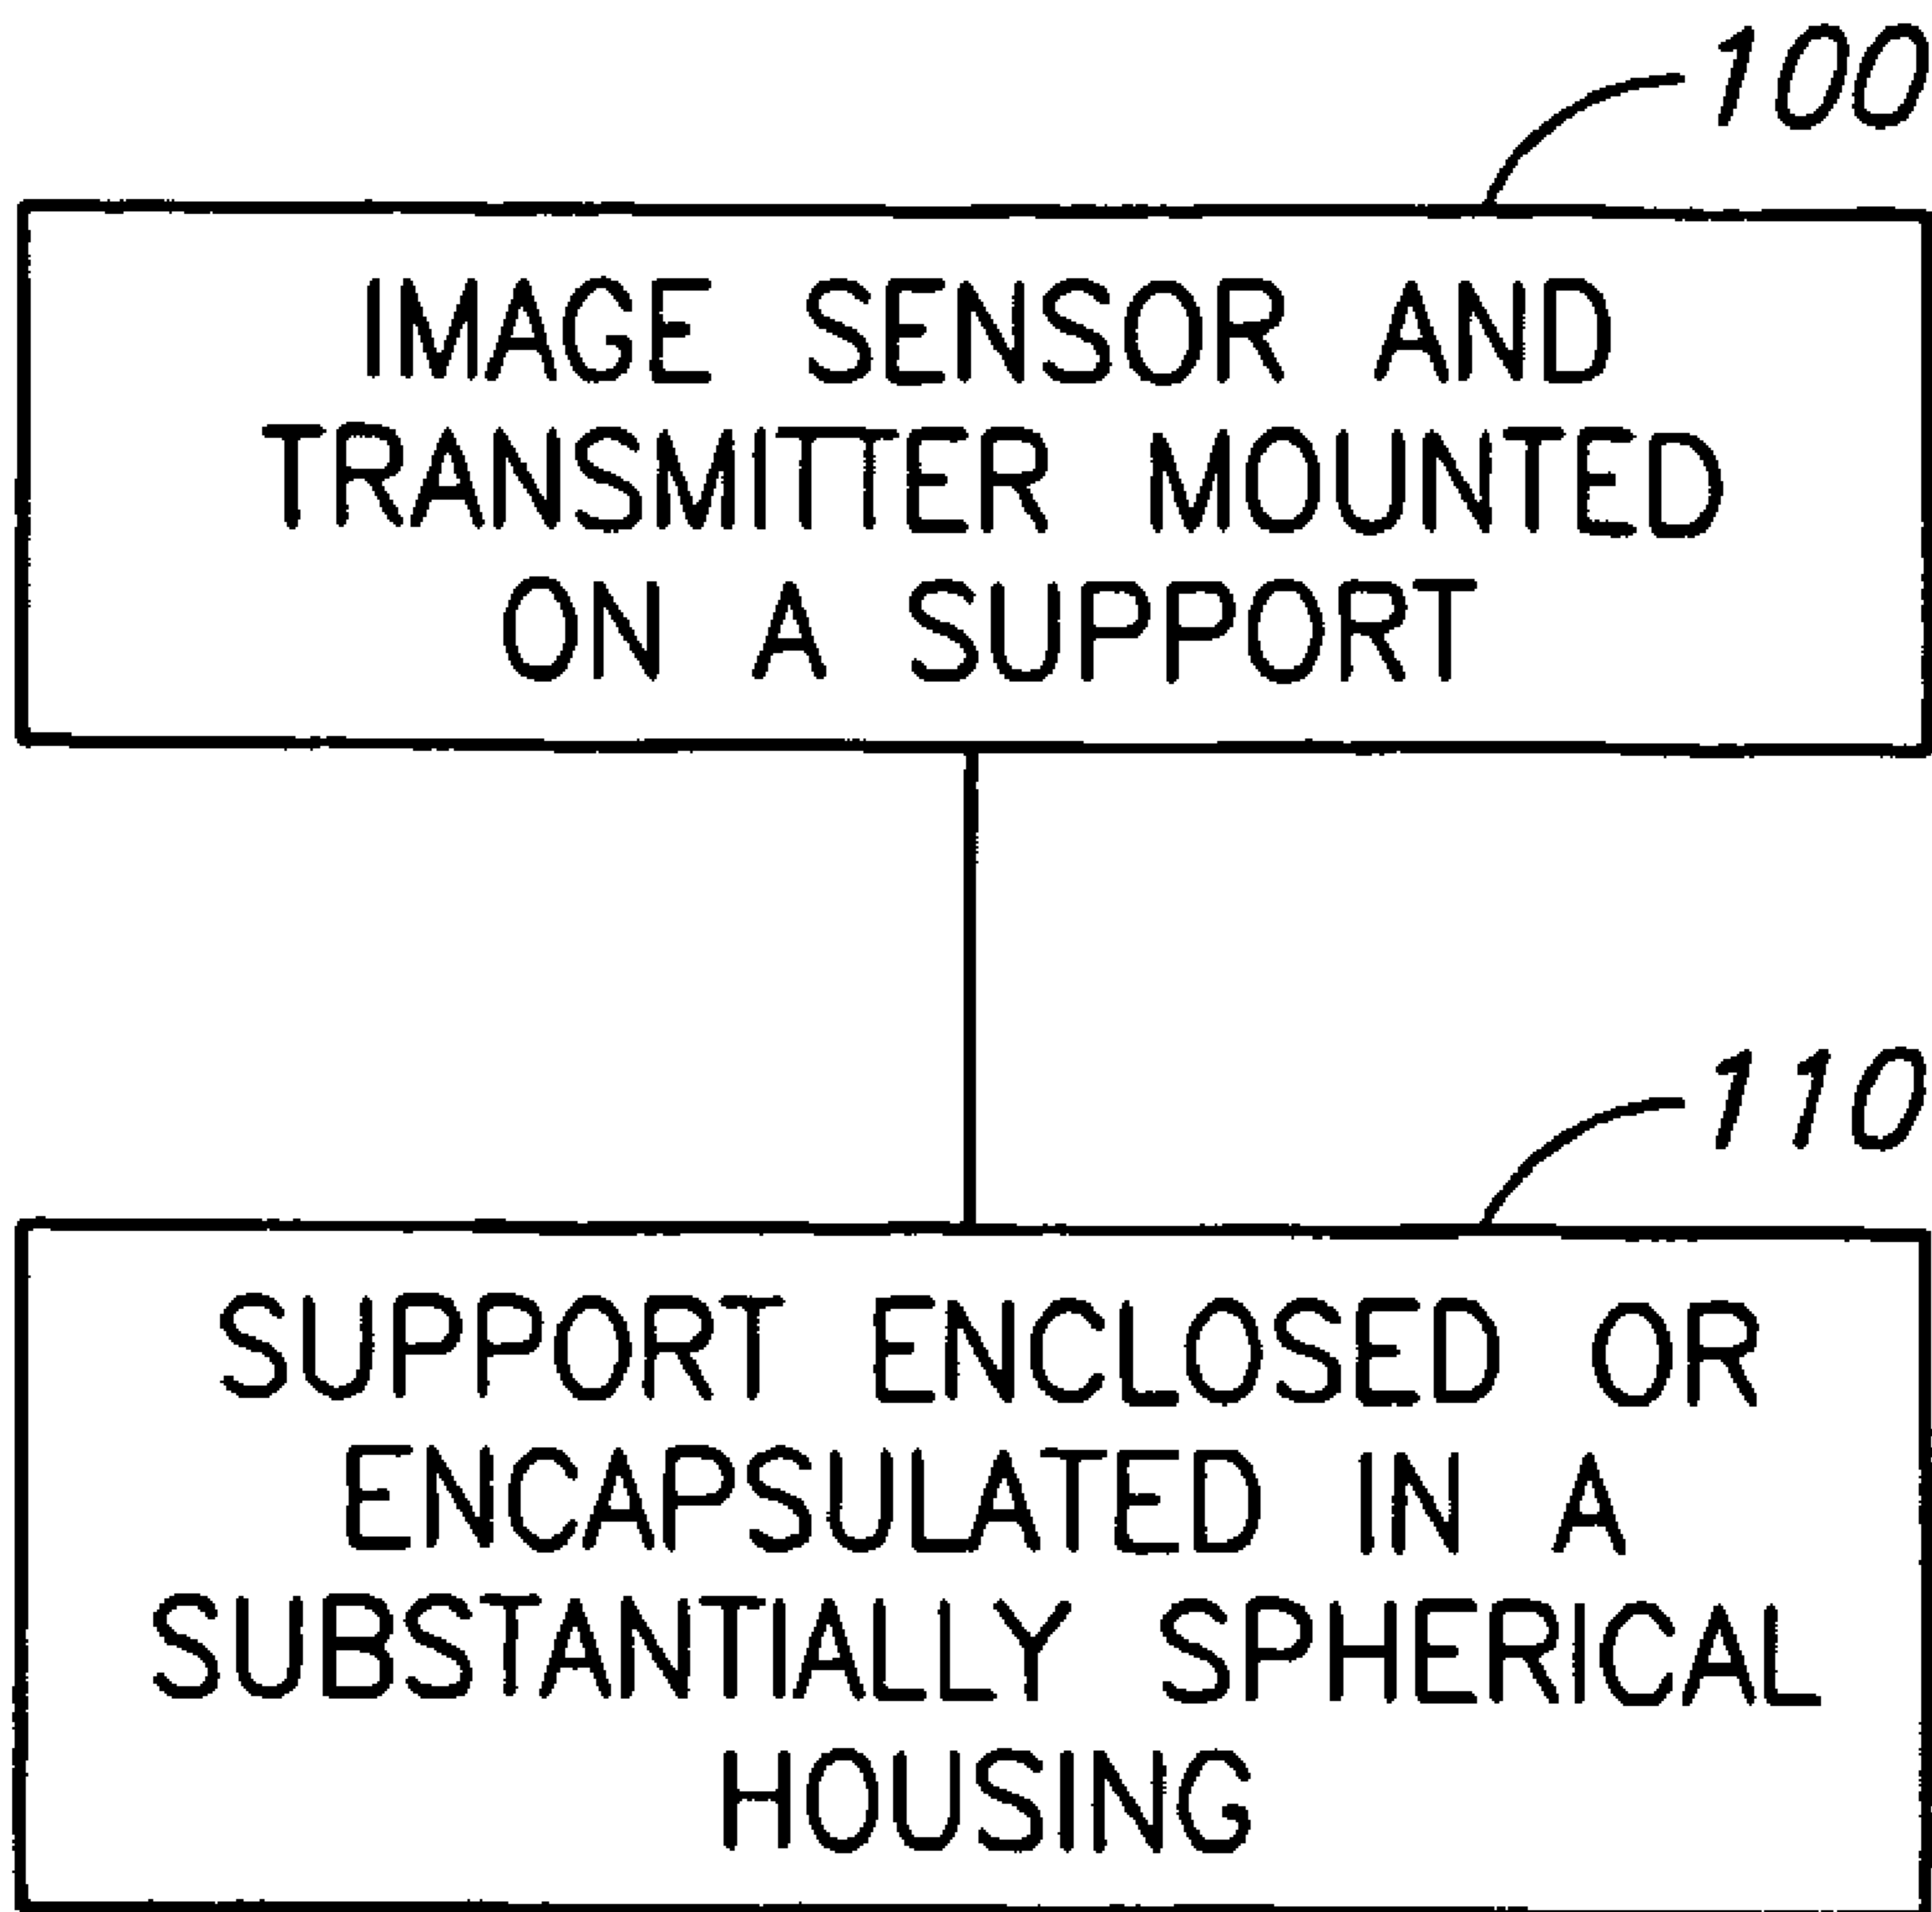 100
IMAGE SENSOR AND
TRANSMITTER MOUNTED
ON A SUPPORT
110
SUPPORT ENCLOSED OR
ENCAPSULATED IN A
SUBSTANTIALLY SPHERICAL
HOUSING